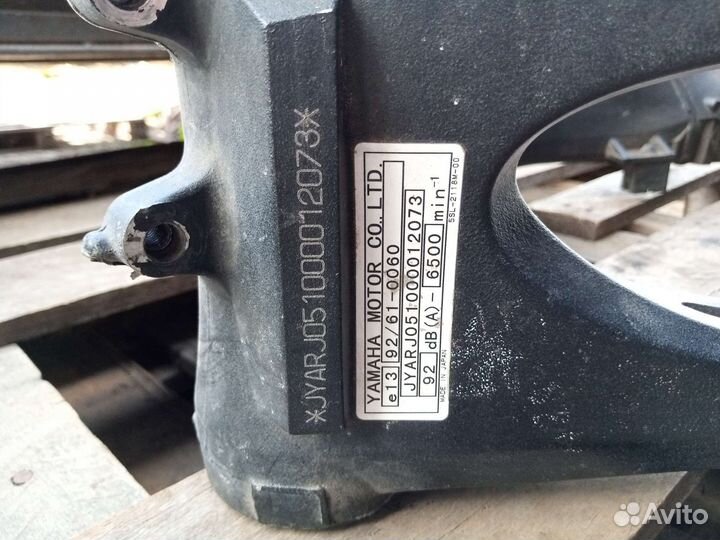 *JYARJ051000012073*
YAMAHA MOTOR CO., LTD.
e13 92/61-0060
JYARJ051000012073
92 dB(A)- 6500 min⁻¹
MADE IN JAPAN
5SL-2118M-00
Avito